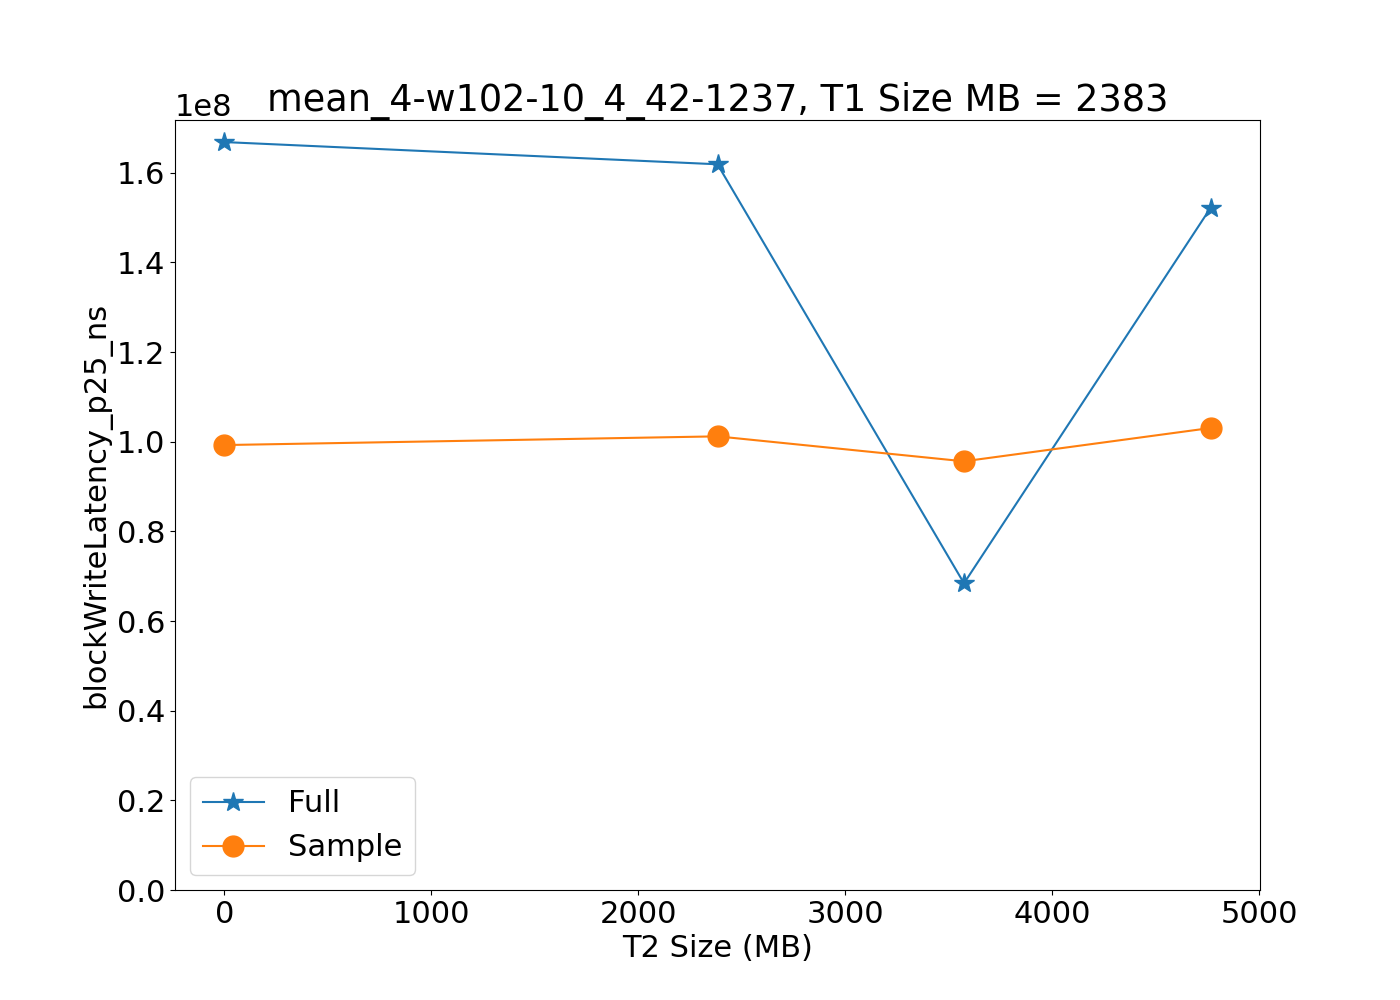 mean_4-w102-10_4_42-1237, T1 Size MB = 2383
1e8
1.6
1.4
1.2
1.0
0.8
0.6
0.4
0.2
0.0
blockWriteLatency_p25_ns
Full
Sample
0 1000 2000 3000 4000 5000
T2 Size (MB)